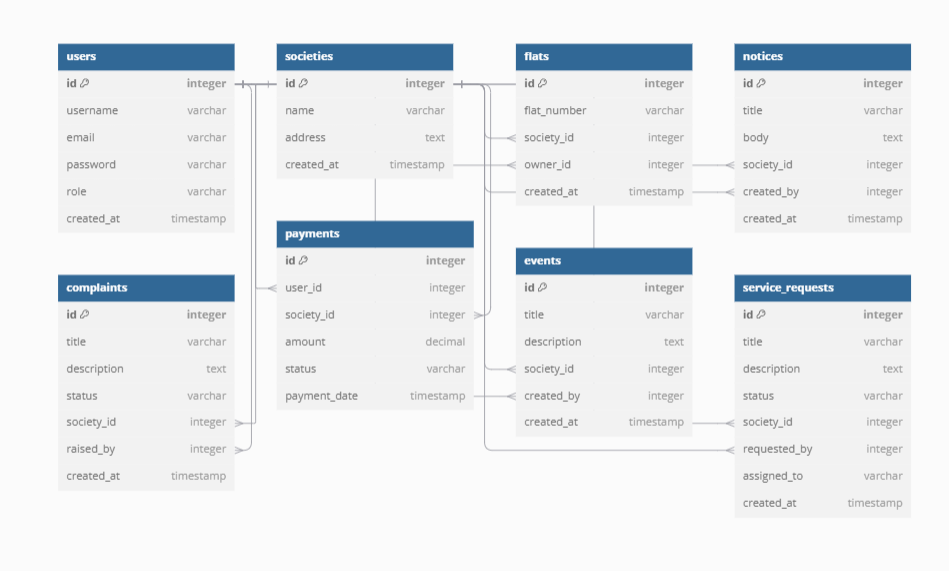 users
id integer
username varchar
email varchar
password varchar
role varchar
created_at timestamp
societies
id integer
name varchar
address text
created_at timestamp
flats
id integer
flat_number varchar
society_id integer
owner_id integer
created_at timestamp
notices
id integer
title varchar
body text
society_id integer
created_by integer
created_at timestamp
payments
id integer
user_id integer
society_id integer
amount decimal
status varchar
payment_date timestamp
events
id integer
title varchar
description text
society_id integer
created_by integer
created_at timestamp
complaints
id integer
title varchar
description text
status varchar
society_id integer
raised_by integer
created_at timestamp
service_requests
id integer
title varchar
description text
status varchar
society_id integer
requested_by integer
assigned_to varchar
created_at timestamp